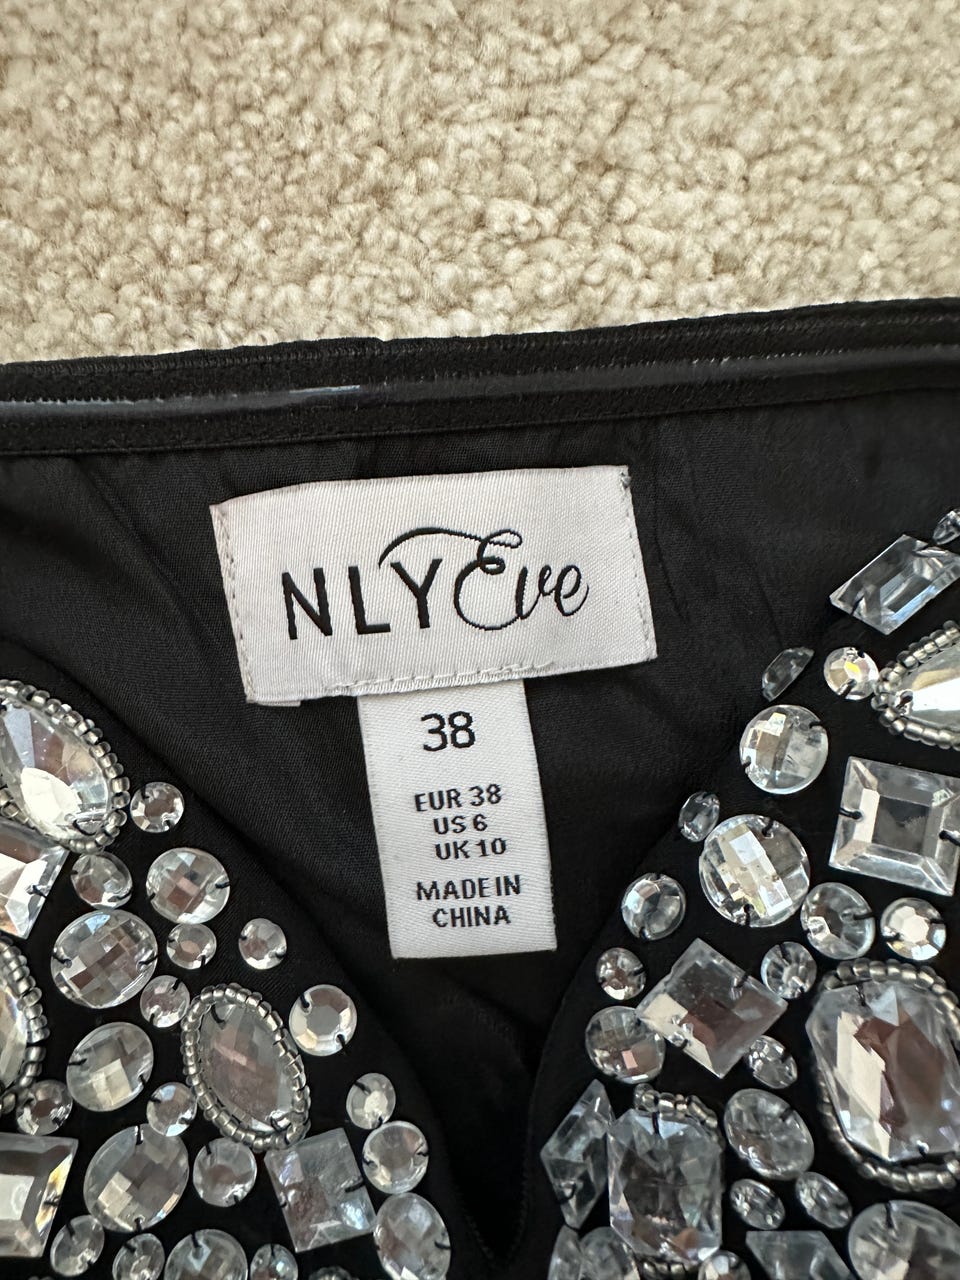 NLY Eve
38
EUR 38
US 6
UK 10
MADE IN
CHINA